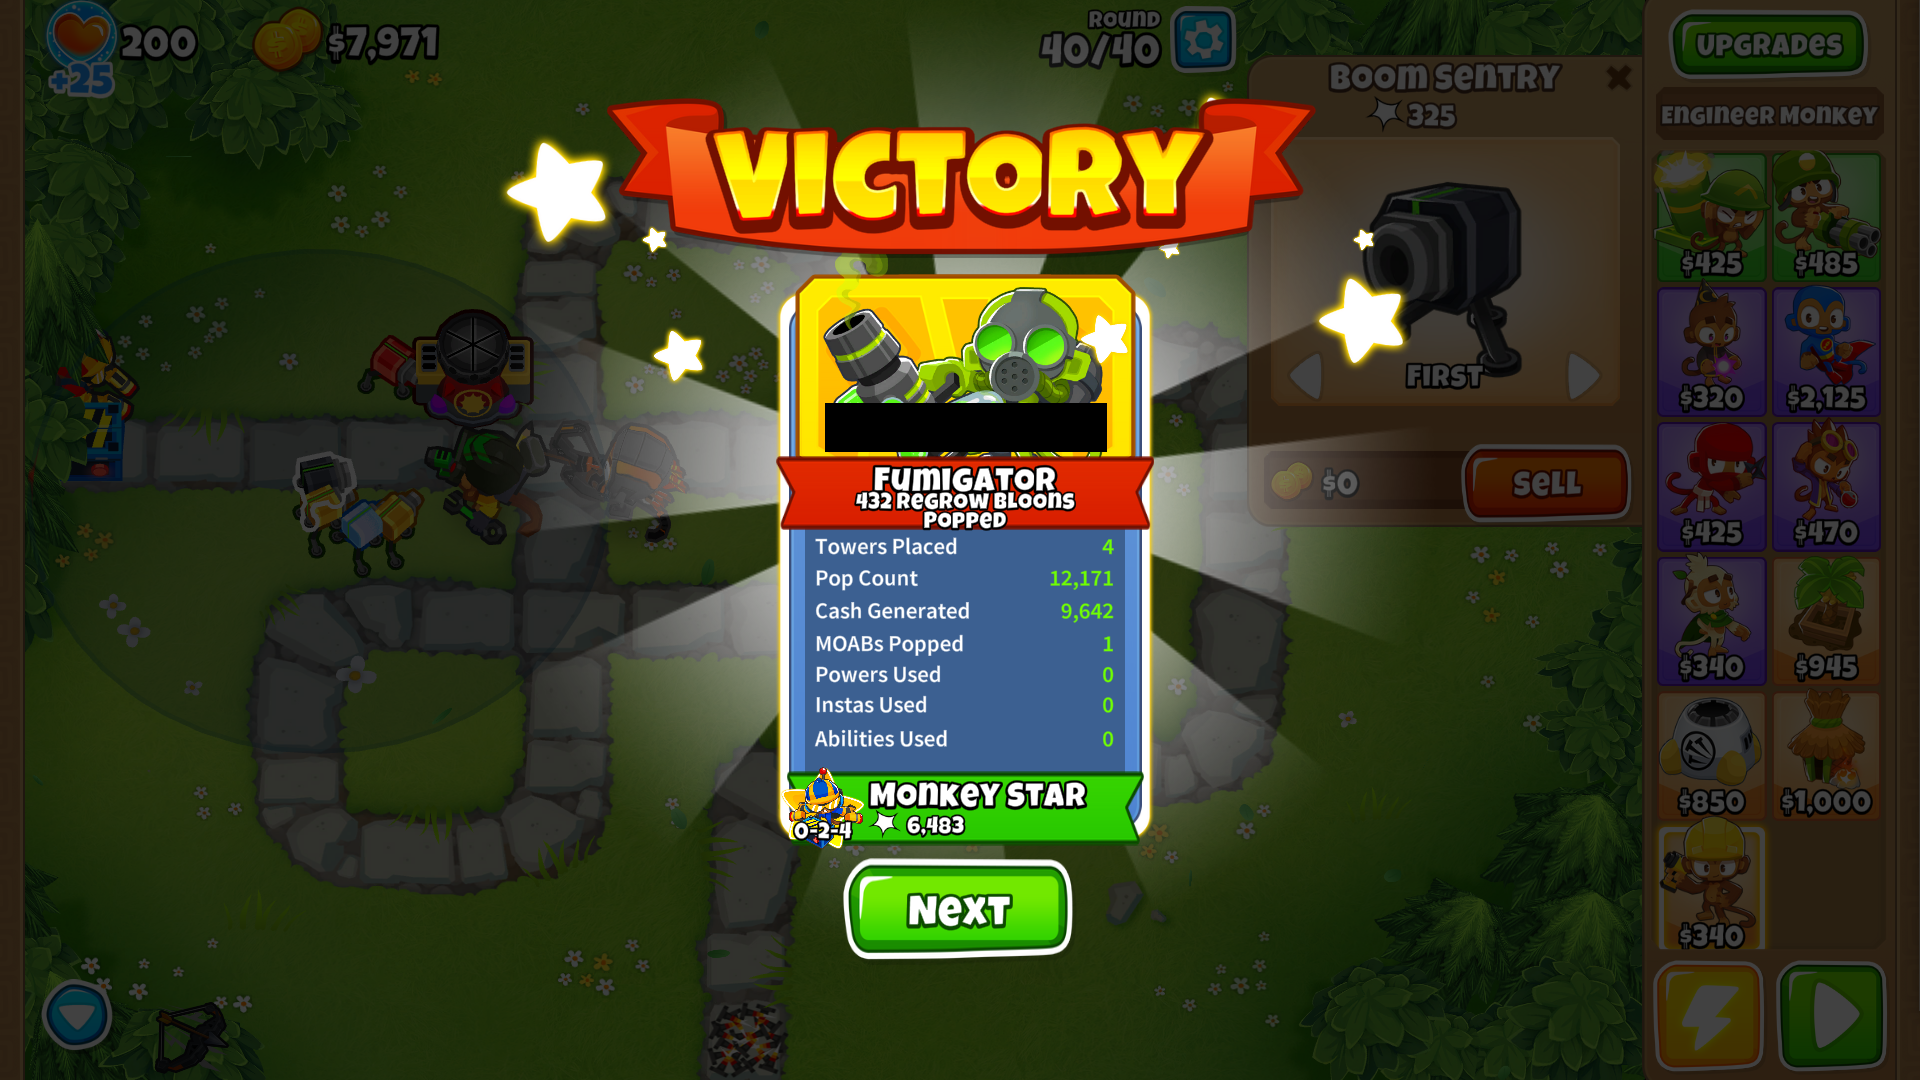 200
+25
$7,971
Round
40/40
UPGRADES
Boom Sentry
325
Engineer Monkey
VICTORY
$425
$485
FIRST
$320
$2,125
$0
SELL
Fumigator
432 Regrow Bloons
Popped
Towers Placed 4
Pop Count 12,171
Cash Generated 9,642
MOABs Popped 1
Powers Used 0
Instas Used 0
Abilities Used 0
$425
$470
$340
$945
Monkey Star
0-2-4
6,483
$850
$1,000
Next
$340